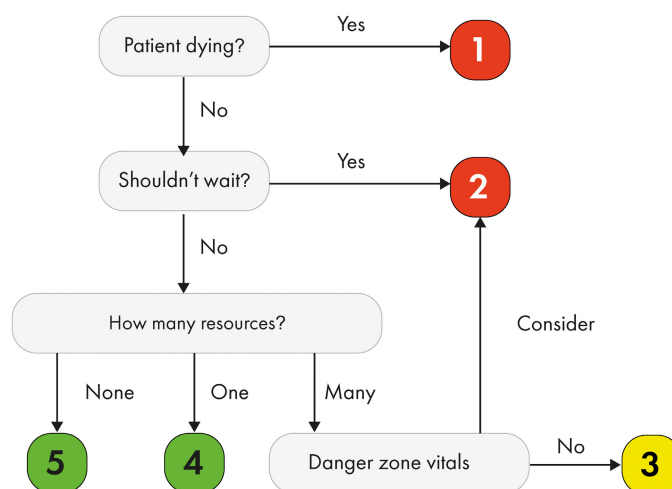 Patient dying?
Yes
1
No
Shouldn't wait?
Yes
2
No
How many resources?
Consider
None
One
Many
5
4
Danger zone vitals
No
3